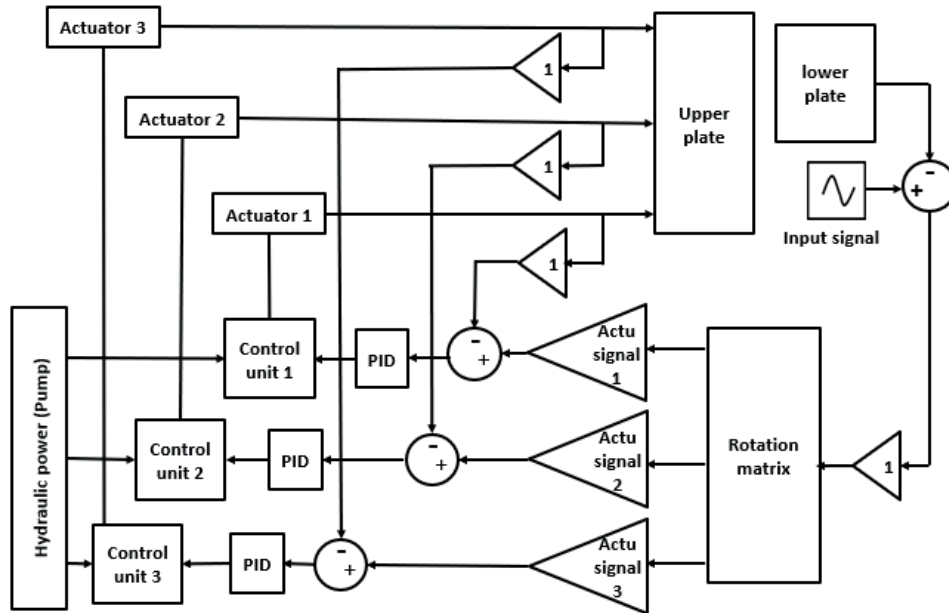 Actuator 3
1
lower
plate
Upper
plate
Actuator 2
1
-
+
Input signal
Actuator 1
1
Hydraulic power (Pump)
Control
unit 1
PID
-
+
Actu
signal
1
Rotation
matrix
1
Control
unit 2
PID
-
+
Actu
signal
2
Control
unit 3
PID
-
+
Actu
signal
3